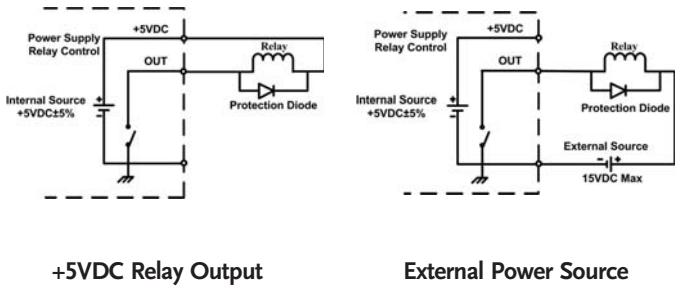 +5VDC
Power Supply
Relay Control
OUT
Relay
Internal Source
+5VDC±5%
Protection Diode
+
-
+5VDC Relay Output
+5VDC
Power Supply
Relay Control
OUT
Relay
Internal Source
+5VDC±5%
Protection Diode
+
-
External Source
- +
15VDC Max
External Power Source